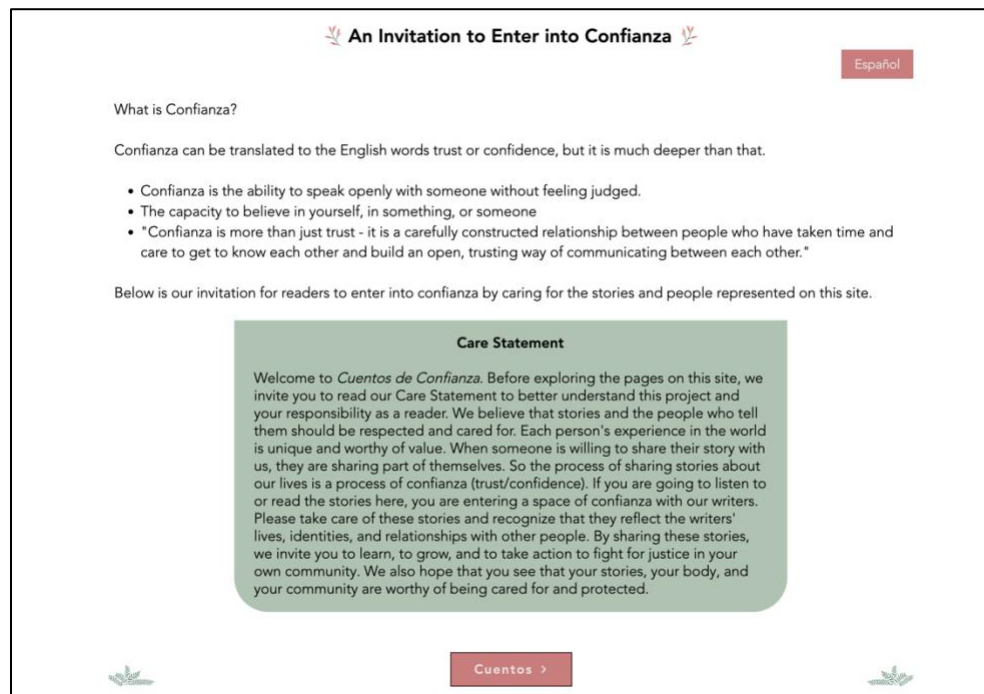 An Invitation to Enter into Confianza
Español
What is Confianza?
Confianza can be translated to the English words trust or confidence, but it is much deeper than that.
• Confianza is the ability to speak openly with someone without feeling judged.
• The capacity to believe in yourself, in something, or someone
• "Confianza is more than just trust - it is a carefully constructed relationship between people who have taken time and
care to get to know each other and build an open, trusting way of communicating between each other."
Below is our invitation for readers to enter into confianza by caring for the stories and people represented on this site.
Care Statement
Welcome to Cuentos de Confianza. Before exploring the pages on this site, we
invite you to read our Care Statement to better understand this project and
your responsibility as a reader. We believe that stories and the people who tell
them should be respected and cared for. Each person's experience in the world
is unique and worthy of value. When someone is willing to share their story with
us, they are sharing part of themselves. So the process of sharing stories about
our lives is a process of confianza (trust/confidence). If you are going to listen to
or read the stories here, you are entering a space of confianza with our writers.
Please take care of these stories and recognize that they reflect the writers'
lives, identities, and relationships with other people. By sharing these stories,
we invite you to learn, to grow, and to take action to fight for justice in your
own community. We also hope that you see that your stories, your body, and
your community are worthy of being cared for and protected.
Cuentos >